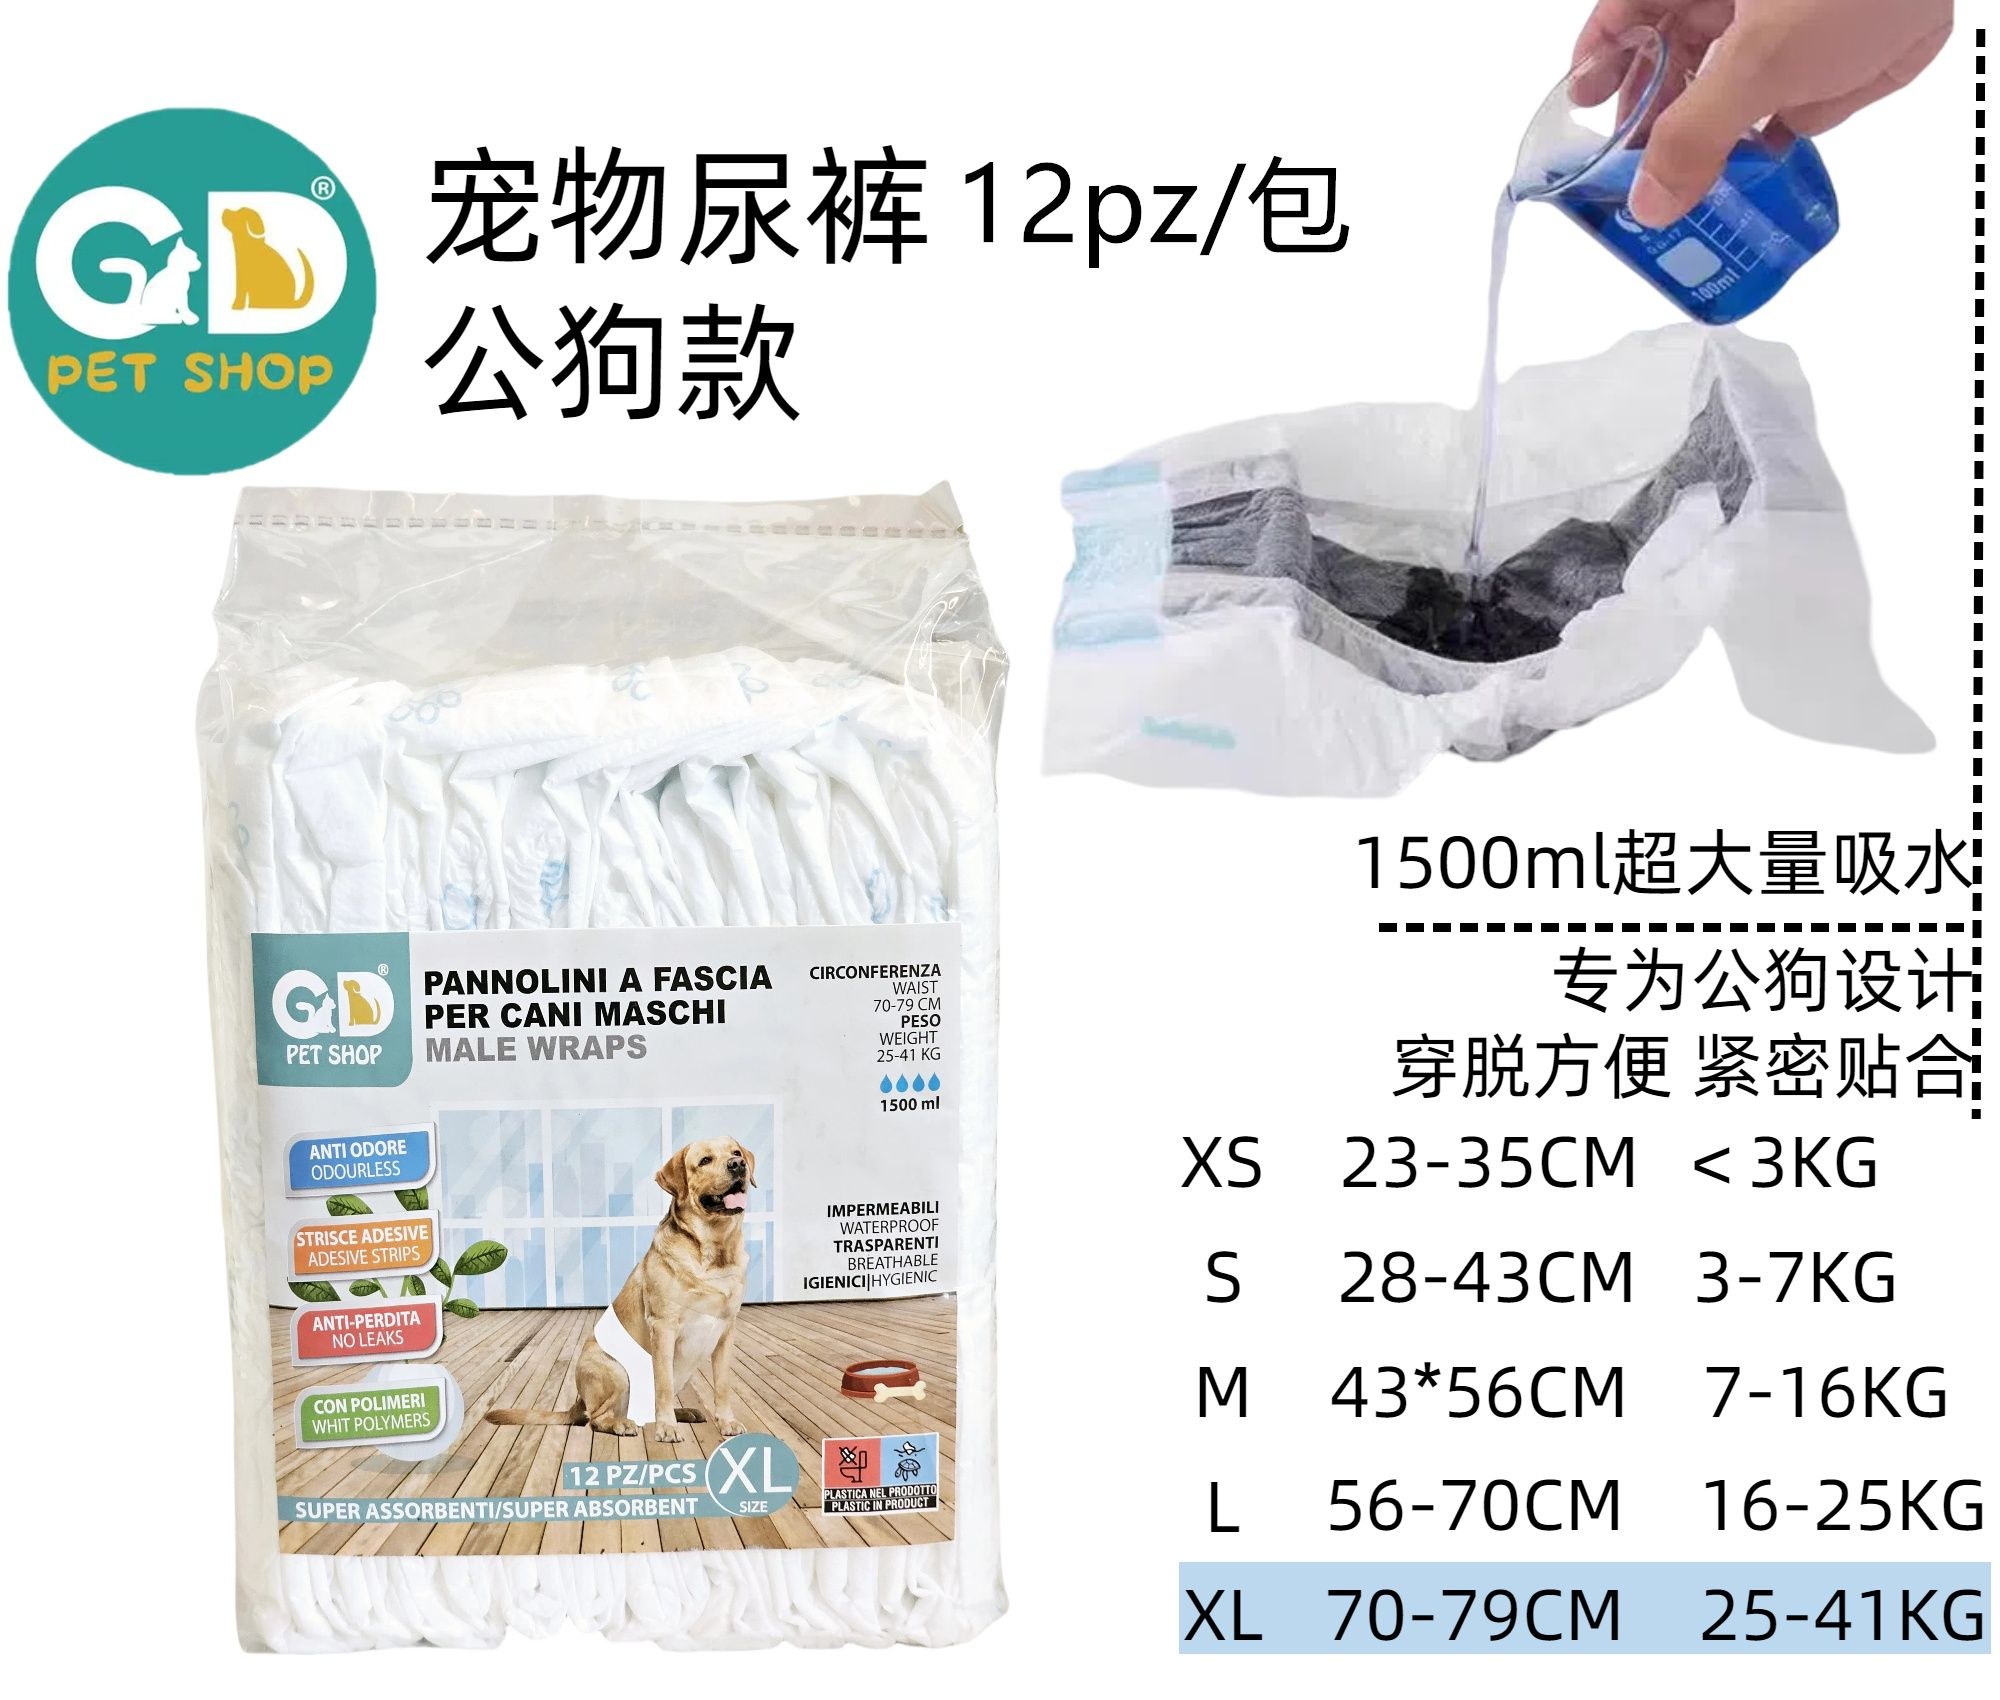 GD®
PET SHOP
宠物尿裤 12pz/包
公狗款
100ml
1500ml超大量吸水
专为公狗设计
穿脱方便 紧密贴合
XS 23-35CM < 3KG
S 28-43CM 3-7KG
M 43*56CM 7-16KG
L 56-70CM 16-25KG
XL 70-79CM 25-41KG
GD®
PET SHOP
PANNOLINI A FASCIA
PER CANI MASCHI
MALE WRAPS
CIRCONFERENZA
WAIST
70-79 CM
PESO
WEIGHT
25-41 KG
1500 ml
ANTI ODORE
ODOURLESS
STRISCE ADESIVE
ADESIVE STRIPS
ANTI-PERDITA
NO LEAKS
CON POLIMERI
WHIT POLYMERS
IMPERMEABILI
WATERPROOF
TRASPARENTI
BREATHABLE
IGIENICI|HYGIENIC
12 PZ/PCS
XL
SIZE
SUPER ASSORBENTI/SUPER ABSORBENT
PLASTICA NEL PRODOTTO
PLASTIC IN PRODUCT